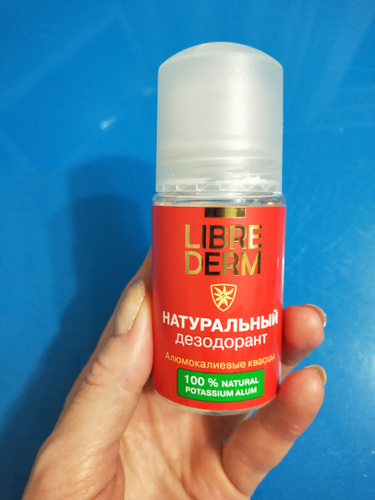 LIBRE
DERM
НАТУРАЛЬНЫЙ
дезодорант
Алюмокалиевые квасцы
100 % NATURAL
POTASSIUM ALUM